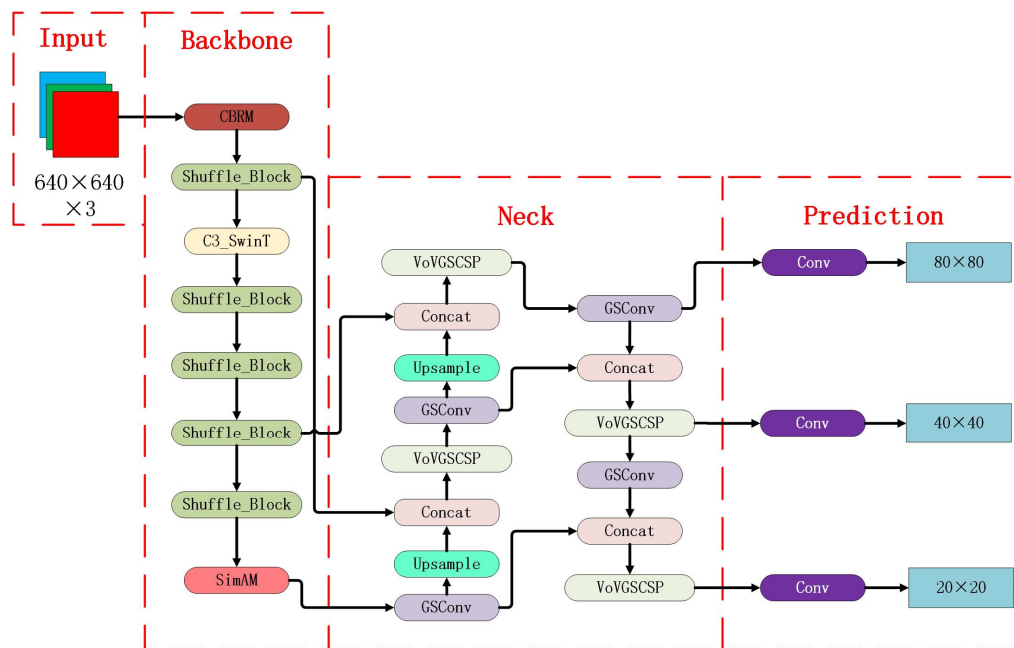 Input
640×640
×3
Backbone
CBRM
Shuffle_Block
C3_SwinT
Shuffle_Block
Shuffle_Block
Shuffle_Block
Shuffle_Block
SimAM
Neck
VoVGSCSP
Concat
Upsample
GSConv
VoVGSCSP
Concat
Upsample
GSConv
GSConv
Concat
VoVGSCSP
GSConv
Concat
VoVGSCSP
Prediction
Conv
80×80
Conv
40×40
Conv
20×20